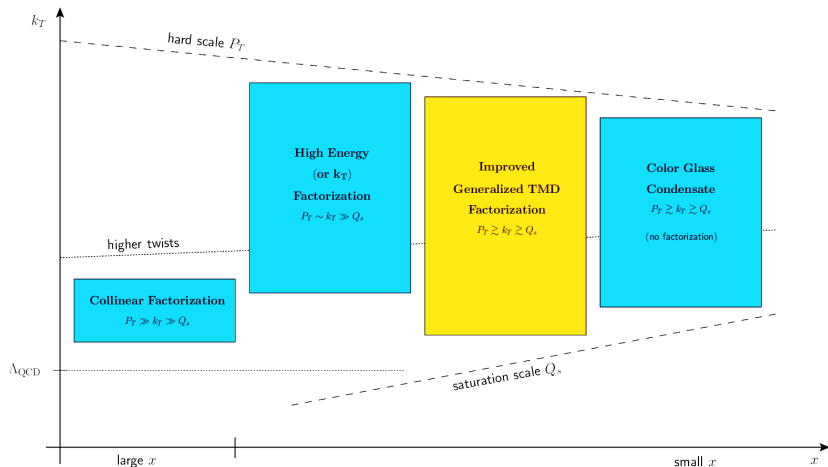 k_T
hard scale P_T
High Energy
(or k_T)
Factorization
P_T ∼ k_T ≫ Q_s
Improved
Generalized TMD
Factorization
P_T ≳ k_T ≳ Q_s
Color Glass
Condensate
P_T ≳ k_T ≳ Q_s
(no factorization)
higher twists
Collinear Factorization
P_T ≫ k_T ≫ Q_s
Λ_QCD
saturation scale Q_s
large x
small x
x